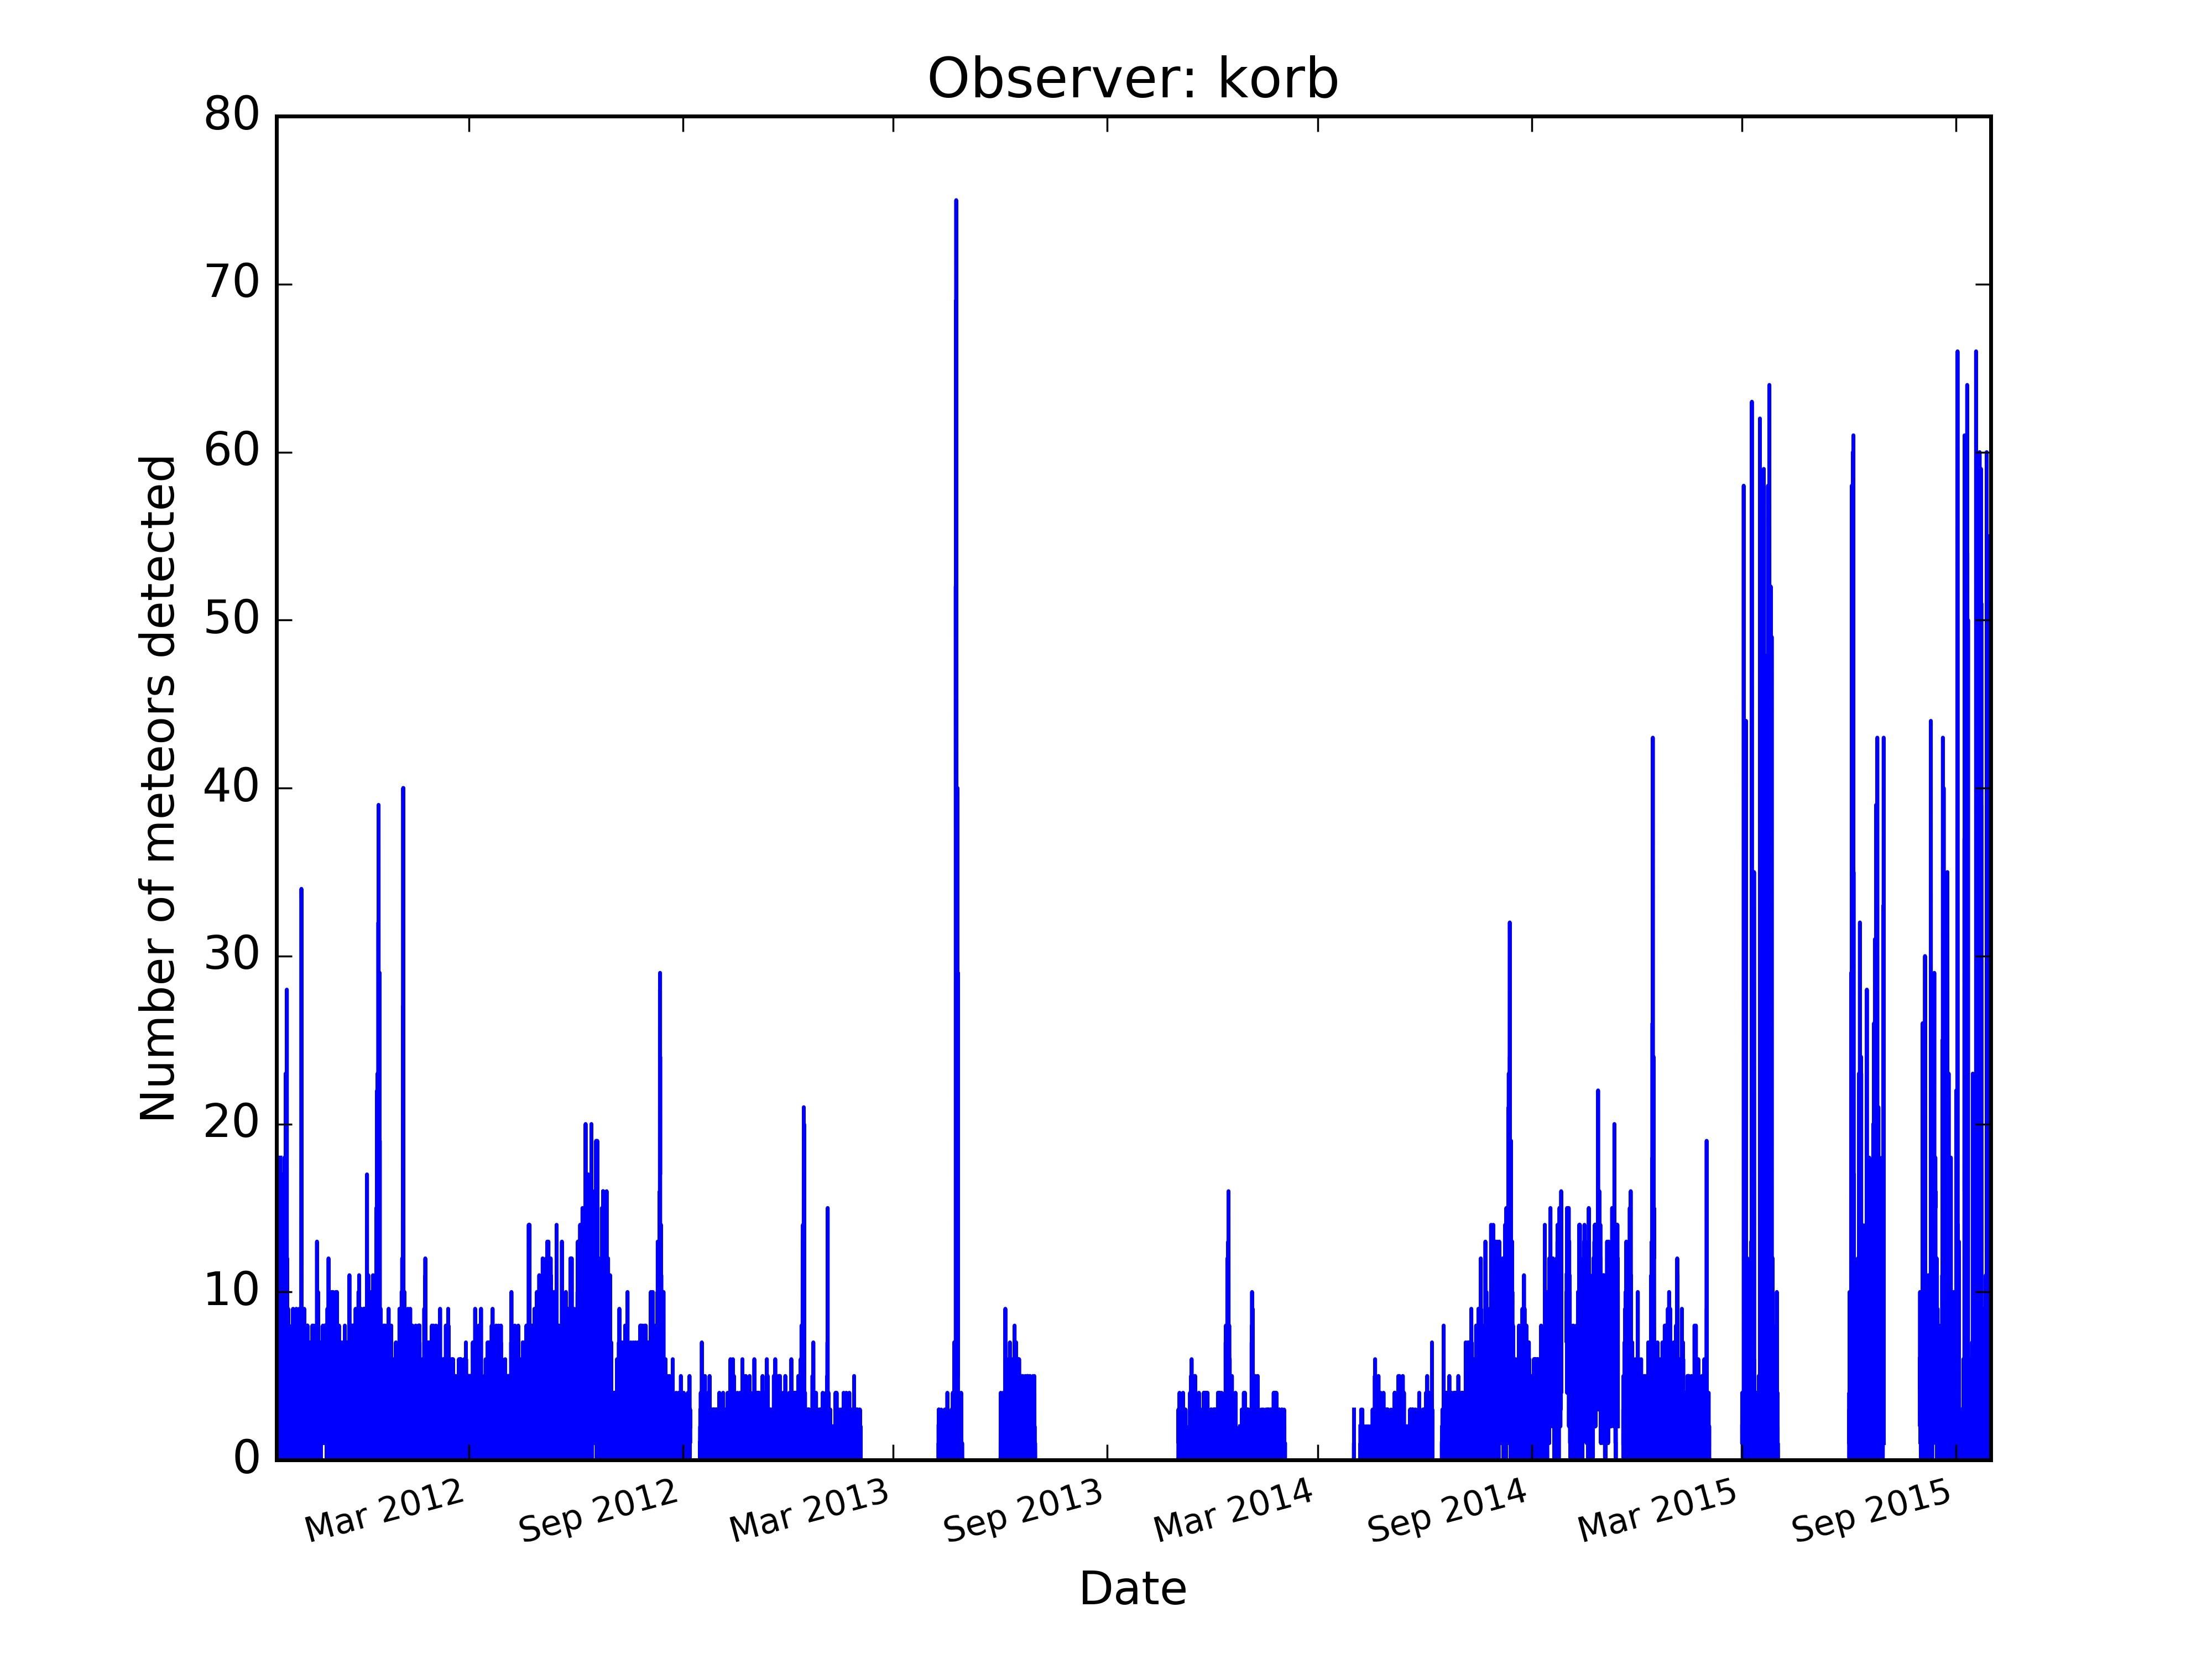 Observer: korb
80
70
60
50
40
30
20
10
0
Number of meteors detected
Mar 2012
Sep 2012
Mar 2013
Sep 2013
Mar 2014
Sep 2014
Mar 2015
Sep 2015
Date